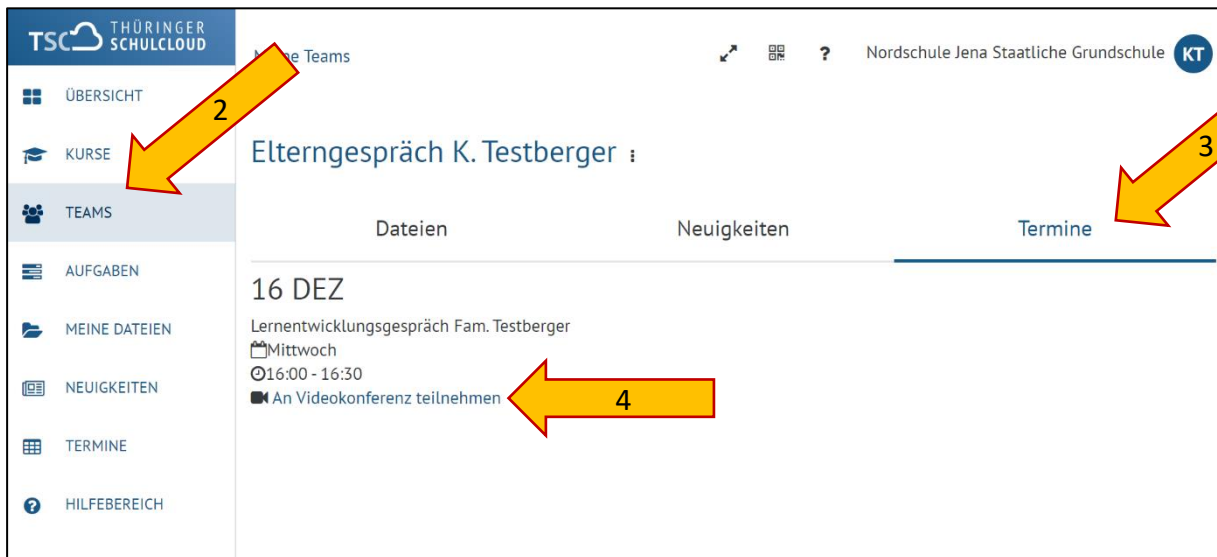 TSC THÜRINGER
SCHULCLOUD
Teams
?
Nordschule Jena Staatliche Grundschule
KT
ÜBERSICHT
2
KURSE
Elterngespräch K. Testberger
3
TEAMS
Dateien
Neuigkeiten
Termine
AUFGABEN
16 DEZ
MEINE DATEIEN
Lernentwicklungsgespräch Fam. Testberger
Mittwoch
16:00 - 16:30
NEUIGKEITEN
An Videokonferenz teilnehmen
4
TERMINE
HILFEBEREICH